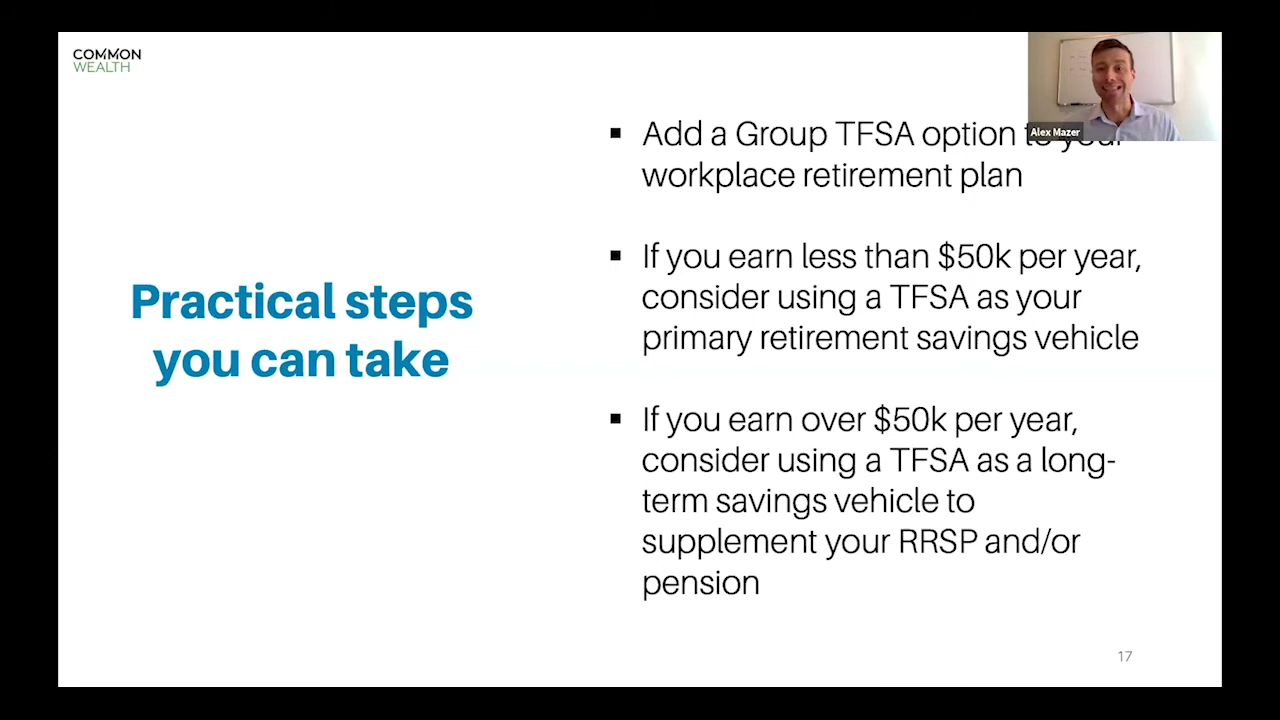 COMMON
WEALTH
Alex Mazer
Practical steps
you can take
▪ Add a Group TFSA option to your
workplace retirement plan
▪ If you earn less than $50k per year,
consider using a TFSA as your
primary retirement savings vehicle
▪ If you earn over $50k per year,
consider using a TFSA as a long-
term savings vehicle to
supplement your RRSP and/or
pension
17